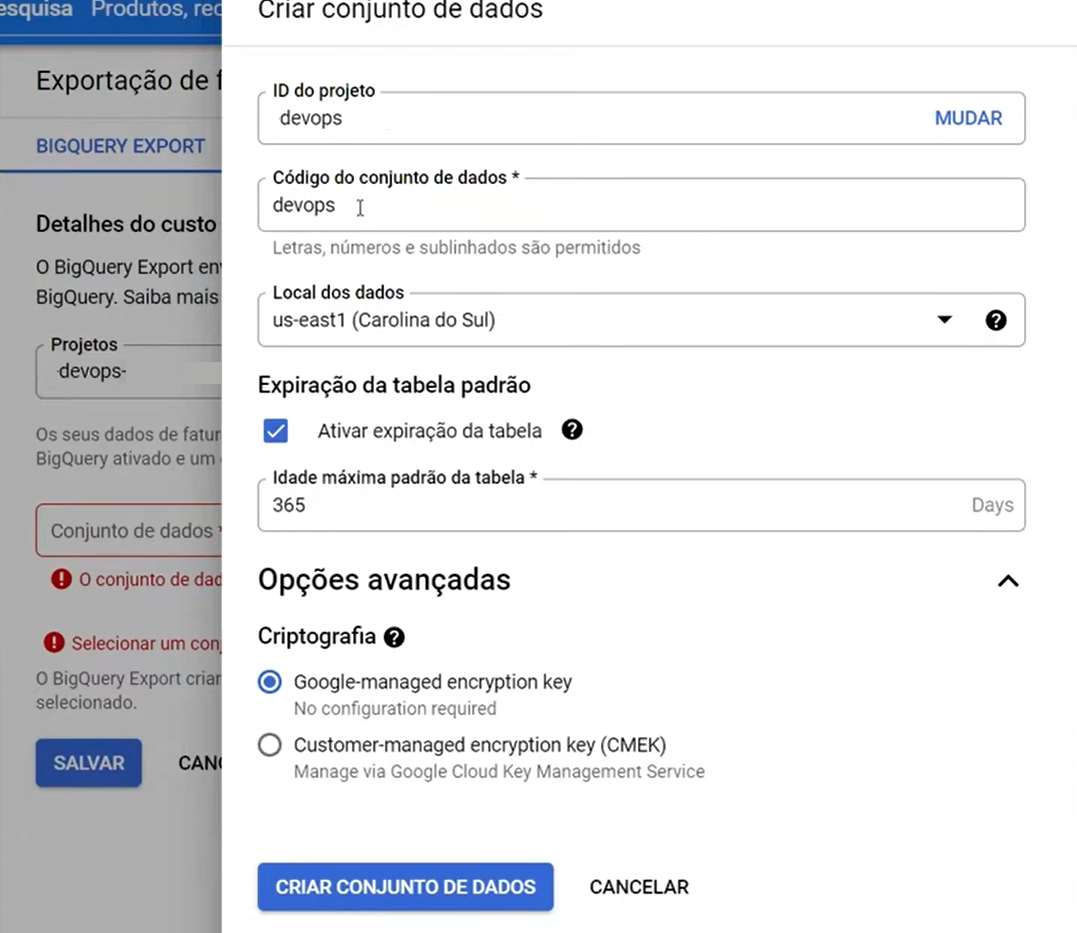 esquisa Produtos, rec
Criar conjunto de dados
Exportação de f
BIGQUERY EXPORT
Detalhes do custo
O BigQuery Export en
BigQuery. Saiba mais
Projetos
devops-
Os seus dados de fatur
BigQuery ativado e um
Conjunto de dados *
O conjunto de dad
Selecionar um con
O BigQuery Export criar
selecionado.
SALVAR CANC
ID do projeto
devops MUDAR
Código do conjunto de dados *
devops
Letras, números e sublinhados são permitidos
Local dos dados
us-east1 (Carolina do Sul)
Expiração da tabela padrão
Ativar expiração da tabela
Idade máxima padrão da tabela *
365 Days
Opções avançadas
Criptografia
Google-managed encryption key
No configuration required
Customer-managed encryption key (CMEK)
Manage via Google Cloud Key Management Service
CRIAR CONJUNTO DE DADOS CANCELAR